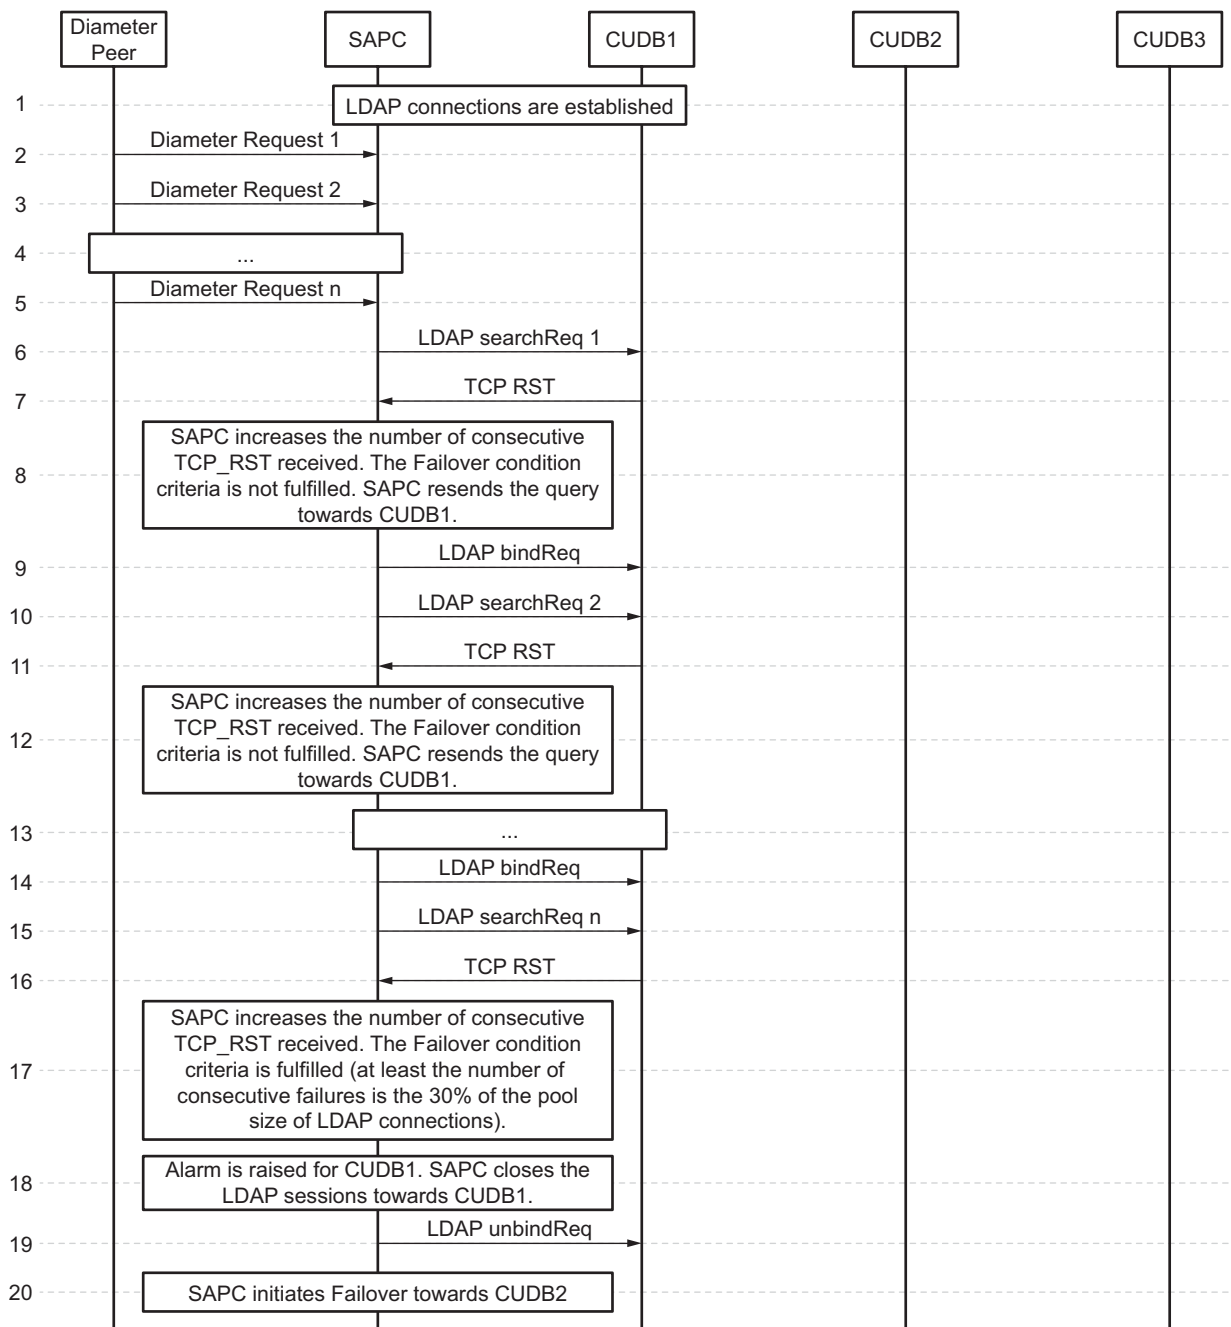 Diameter
Peer
SAPC
CUDB1
CUDB2
CUDB3
1
LDAP connections are established
Diameter Request 1
2
Diameter Request 2
3
4
...
Diameter Request n
5
LDAP searchReq 1
6
TCP RST
7
SAPC increases the number of consecutive
TCP_RST received. The Failover condition
criteria is not fulfilled. SAPC resends the query
towards CUDB1.
8
LDAP bindReq
9
LDAP searchReq 2
10
TCP RST
11
SAPC increases the number of consecutive
TCP_RST received. The Failover condition
criteria is not fulfilled. SAPC resends the query
towards CUDB1.
12
13
...
LDAP bindReq
14
LDAP searchReq n
15
TCP RST
16
SAPC increases the number of consecutive
TCP_RST received. The Failover condition
criteria is fulfilled (at least the number of
consecutive failures is the 30% of the pool
size of LDAP connections).
17
Alarm is raised for CUDB1. SAPC closes the
LDAP sessions towards CUDB1.
18
LDAP unbindReq
19
20
SAPC initiates Failover towards CUDB2